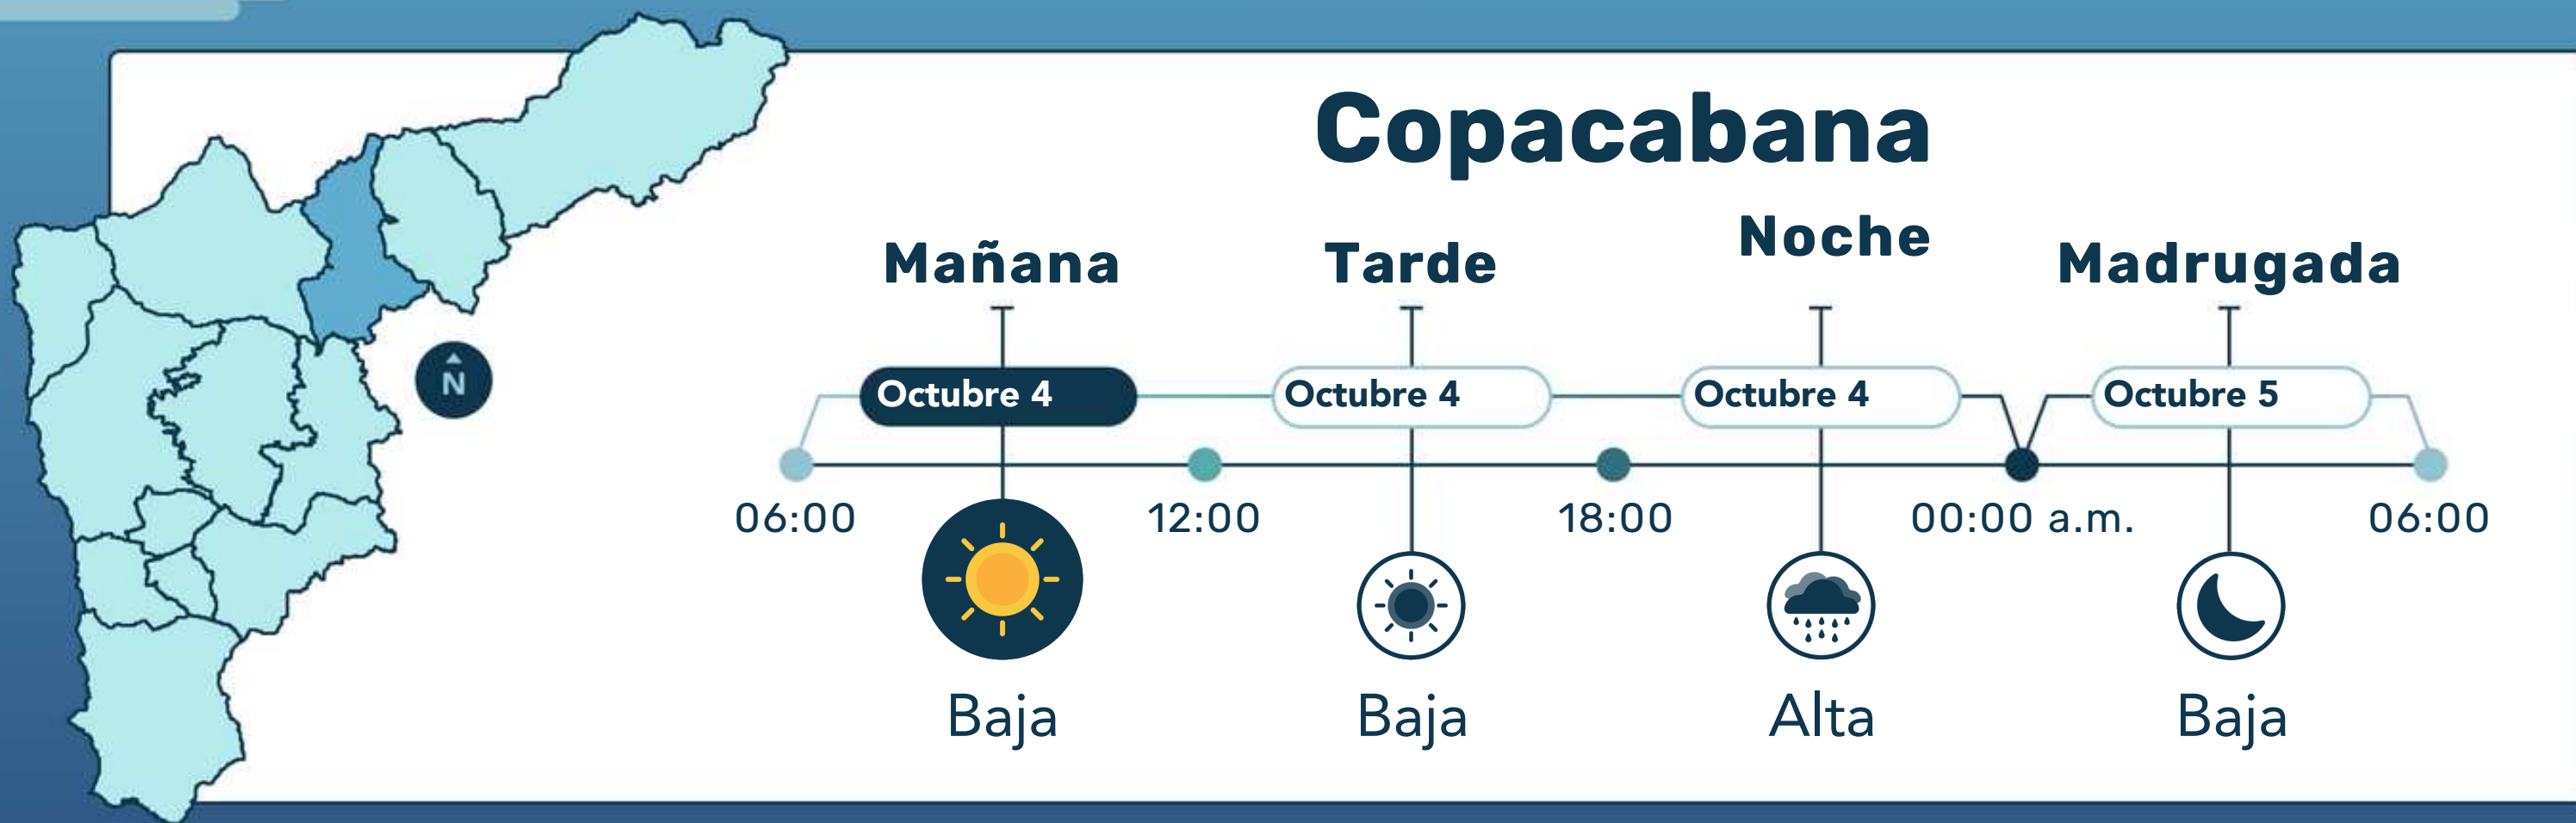 Copacabana
Mañana
Tarde
Noche
Madrugada
Octubre 4
Octubre 4
Octubre 4
Octubre 5
N
06:00
12:00
18:00
00:00 a.m.
06:00
Baja
Baja
Alta
Baja